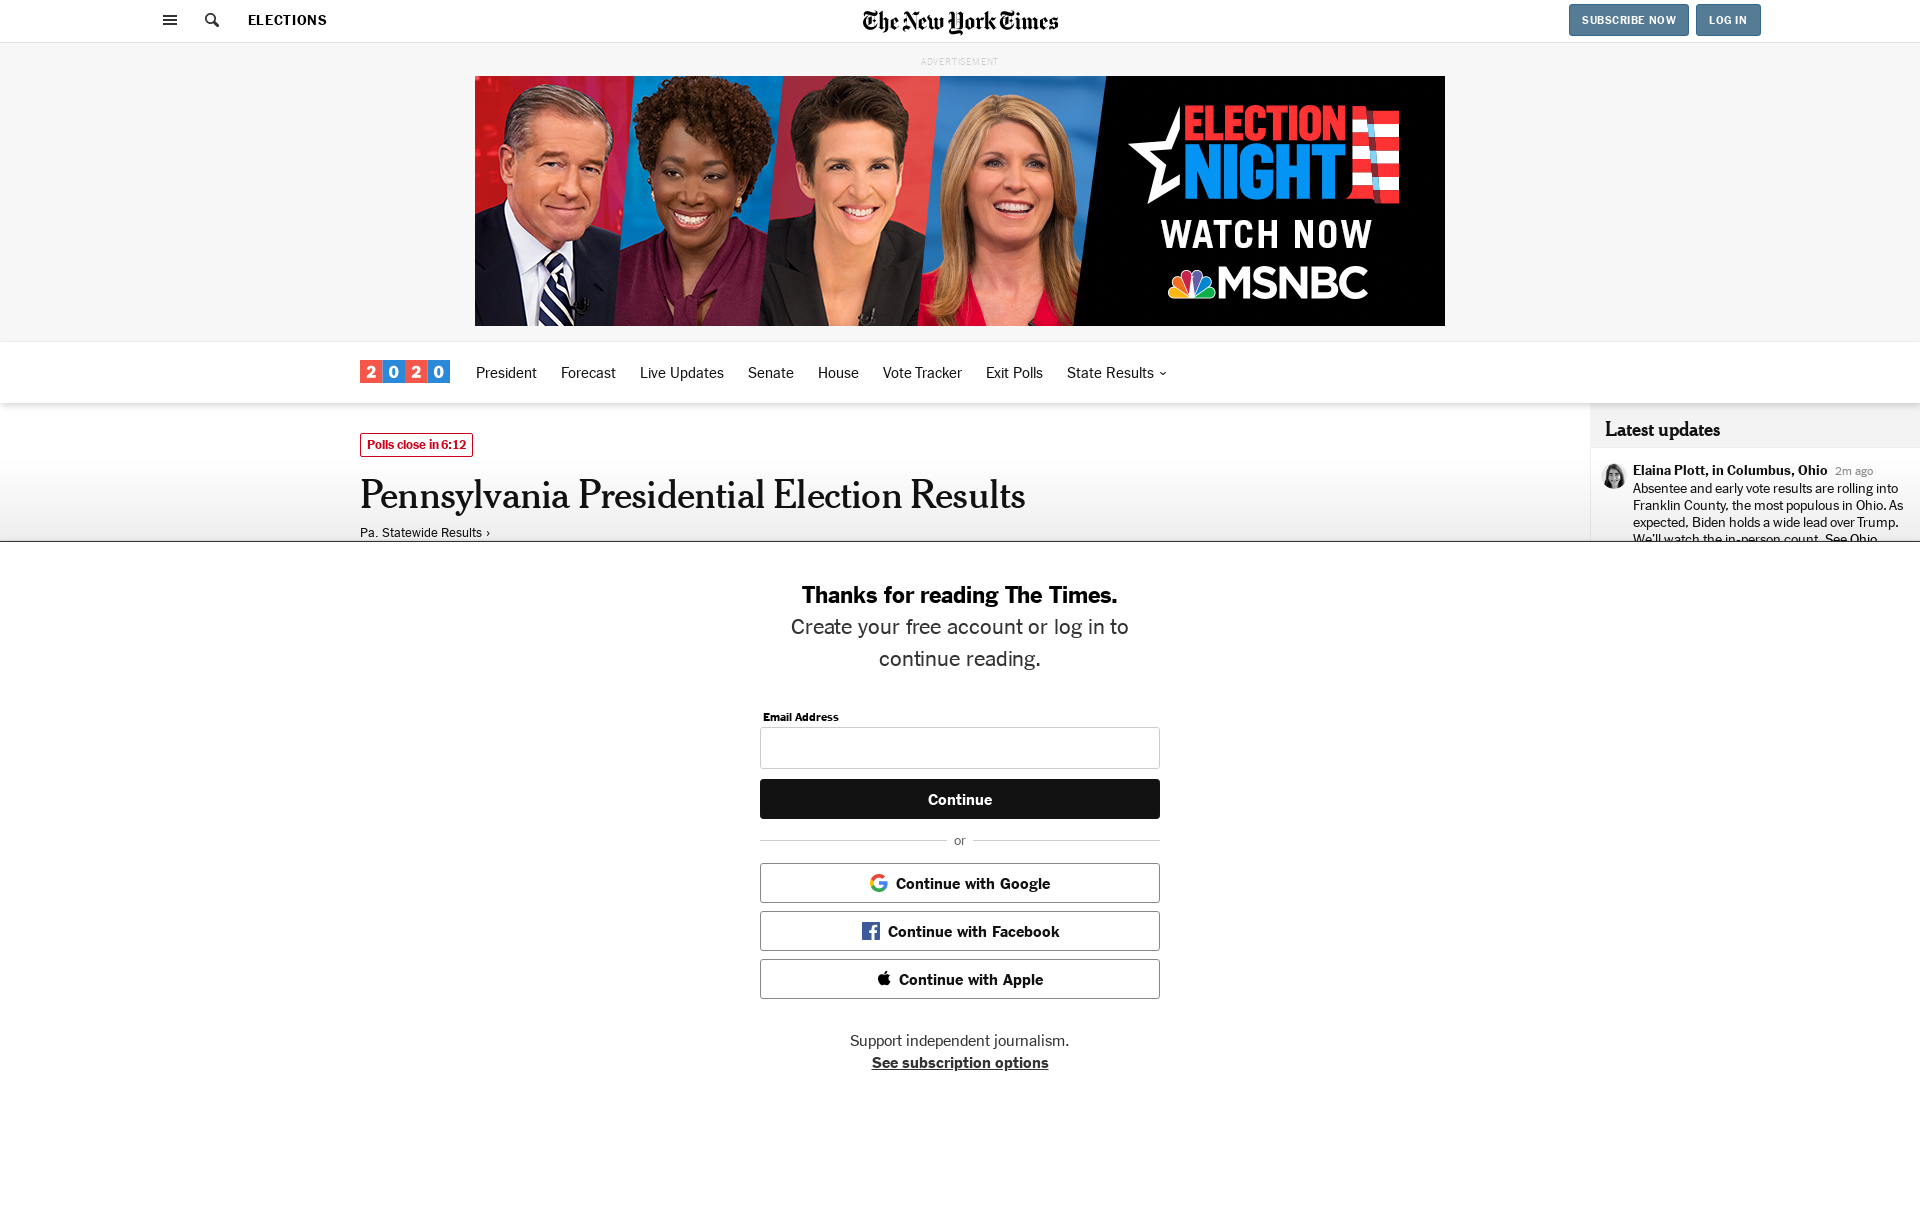 ELECTIONS
The New York Times
SUBSCRIBE NOW
LOG IN
ADVERTISEMENT
ELECTION
NIGHT
WATCH NOW
MSNBC
2020
President
Forecast
Live Updates
Senate
House
Vote Tracker
Exit Polls
State Results
Polls close in 6:12
Pennsylvania Presidential Election Results
Pa. Statewide Results ›
Latest updates
Elaina Plott, in Columbus, Ohio 2m ago
Absentee and early vote results are rolling into
Franklin County, the most populous in Ohio. As
expected, Biden holds a wide lead over Trump.
We'll watch the in-person count. See Ohio
Thanks for reading The Times.
Create your free account or log in to
continue reading.
Email Address
Continue
or
Continue with Google
Continue with Facebook
Continue with Apple
Support independent journalism.
See subscription options